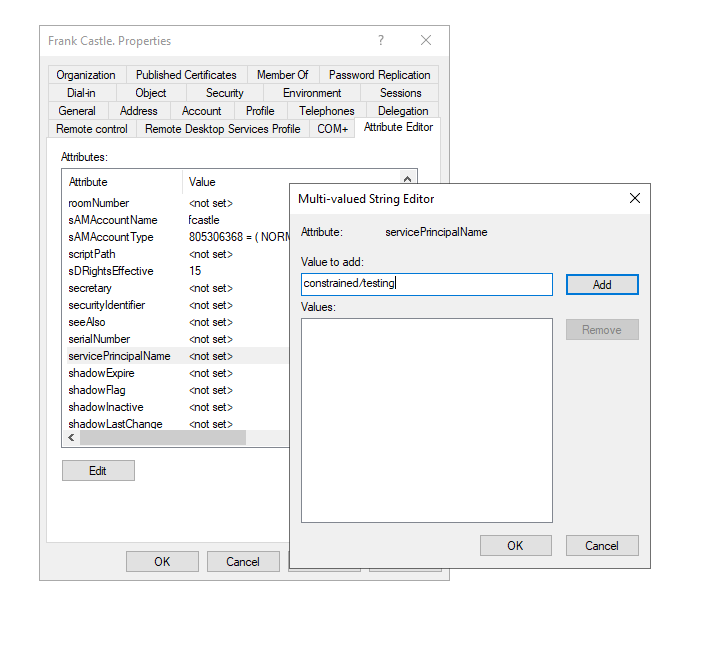 Frank Castle. Properties
?
Organization Published Certificates Member Of Password Replication
Dial-in Object Security Environment Sessions
General Address Account Profile Telephones Delegation
Remote control Remote Desktop Services Profile COM+ Attribute Editor
Attributes:
Attribute Value
roomNumber <not set>
sAMAccountName fcastle
sAMAccountType 805306368 = ( NORM
scriptPath <not set>
sDRightsEffective 15
secretary <not set>
securityIdentifier <not set>
seeAlso <not set>
serialNumber <not set>
servicePrincipalName <not set>
shadowExpire <not set>
shadowFlag <not set>
shadowInactive <not set>
shadowLastChange <not set>
Edit
OK Cancel
Multi-valued String Editor
Attribute: servicePrincipalName
Value to add:
constrained/testing
Add
Values:
Remove
OK Cancel